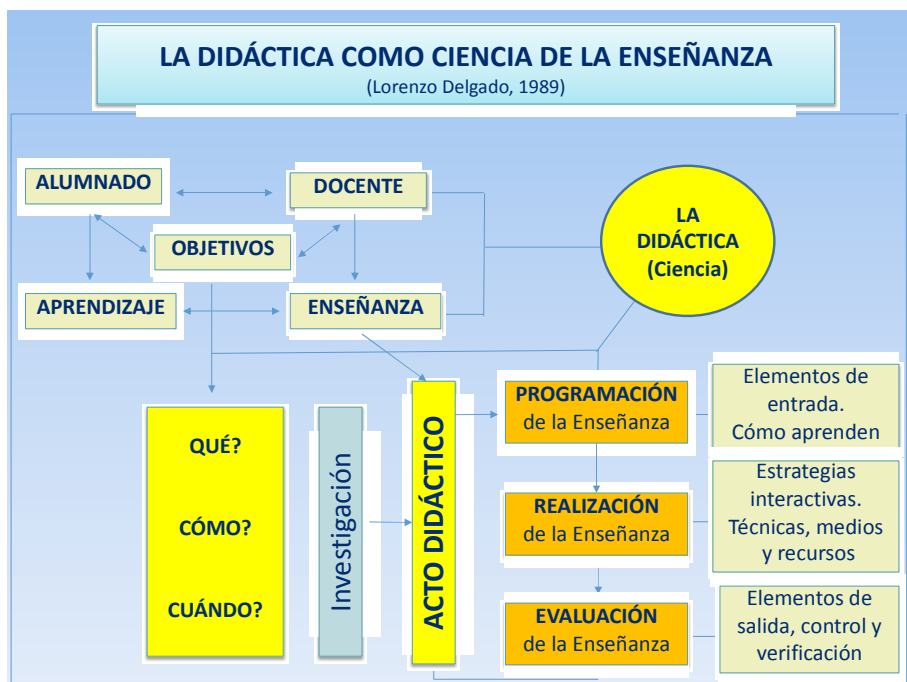 LA DIDÁCTICA COMO CIENCIA DE LA ENSEÑANZA
(Lorenzo Delgado, 1989)
ALUMNADO
DOCENTE
OBJETIVOS
APRENDIZAJE
ENSEÑANZA
LA
DIDÁCTICA
(Ciencia)
QUÉ?
CÓMO?
CUÁNDO?
Investigación
ACTO DIDÁCTICO
PROGRAMACIÓN
de la Enseñanza
Elementos de
entrada.
Cómo aprenden
REALIZACIÓN
de la Enseñanza
Estrategias
interactivas.
Técnicas, medios
y recursos
EVALUACIÓN
de la Enseñanza
Elementos de
salida, control y
verificación